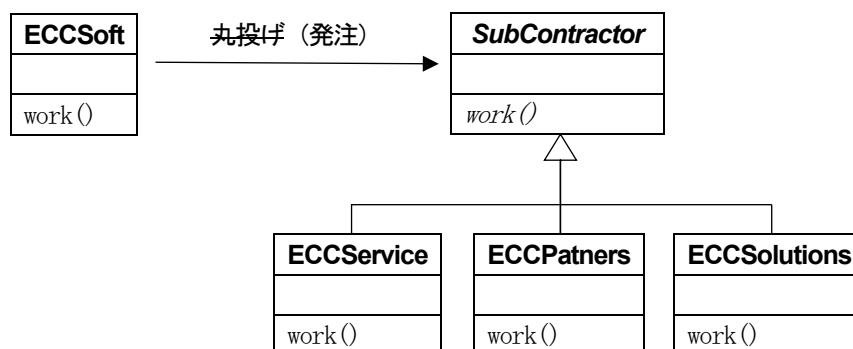 ECCSoft
丸投げ（発注）
SubContractor
work()
work()
ECCService
ECCPatners
ECCSolutions
work()
work()
work()